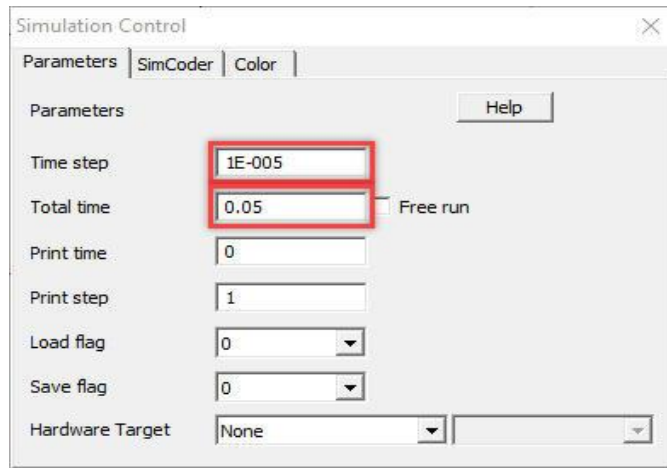 Simulation Control
Parameters SimCoder Color
Parameters Help
Time step 1E-005
Total time 0.05 Free run
Print time 0
Print step 1
Load flag 0
Save flag 0
Hardware Target None